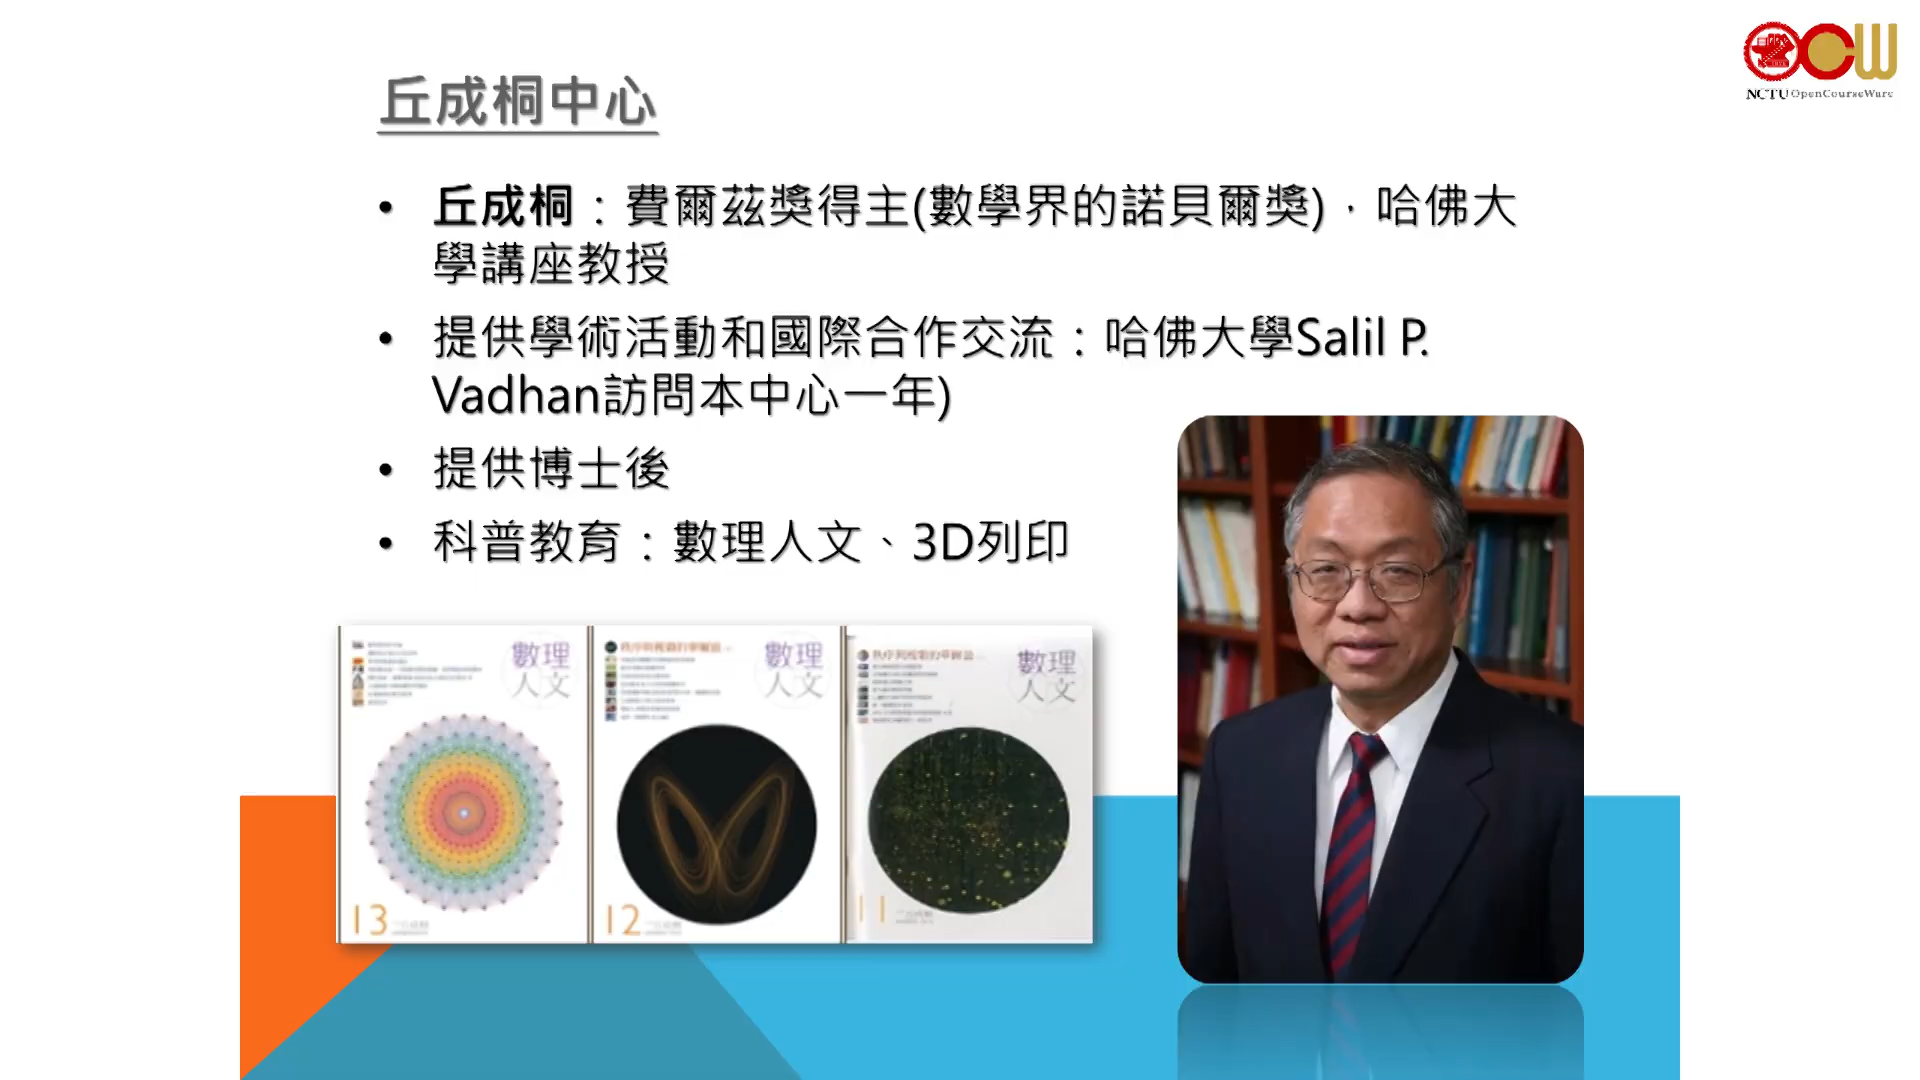 NCTU OpenCourseWare
丘成桐中心
• 丘成桐：費爾茲獎得主(數學界的諾貝爾獎)，哈佛大
學講座教授
• 提供學術活動和國際合作交流：哈佛大學Salil P.
Vadhan訪問本中心一年)
• 提供博士後
• 科普教育：數理人文、3D列印
數理
人文
13
數理
人文
12
數理
人文
11